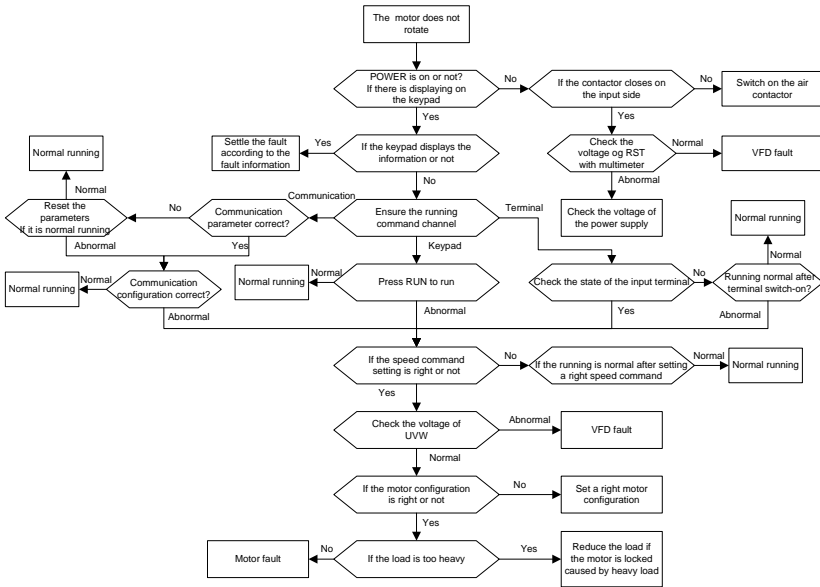 The motor does not
rotate
POWER is on or not?
If there is displaying on
the keypad
No
If the contactor closes on
the input side
No
Switch on the air
contactor
Yes
Yes
Settle the fault
according to the
fault information
Yes
If the keypad displays the
information or not
Check the
voltage og RST
with multimeter
Normal
VFD fault
Normal running
Normal
No
Abnormal
Communication
Reset the
parameters
If it is normal running
No
Communication
parameter correct?
Ensure the running
command channel
Terminal
Check the voltage of
the power supply
Normal running
Abnormal
Yes
Keypad
Normal
Normal running
Normal
Communication
configuration correct?
Normal running
Normal
Press RUN to run
Check the state of the input terminal
No
Running normal after
terminal switch-on?
Abnormal
Abnormal
Yes
Abnormal
If the speed command
setting is right or not
No
If the running is normal after setting
a right speed command
Normal
Normal running
Yes
Check the voltage of
UVW
Abnormal
VFD fault
Normal
If the motor configuration
is right or not
No
Set a right motor
configuration
Yes
Motor fault
No
If the load is too heavy
Yes
Reduce the load if
the motor is locked
caused by heavy load